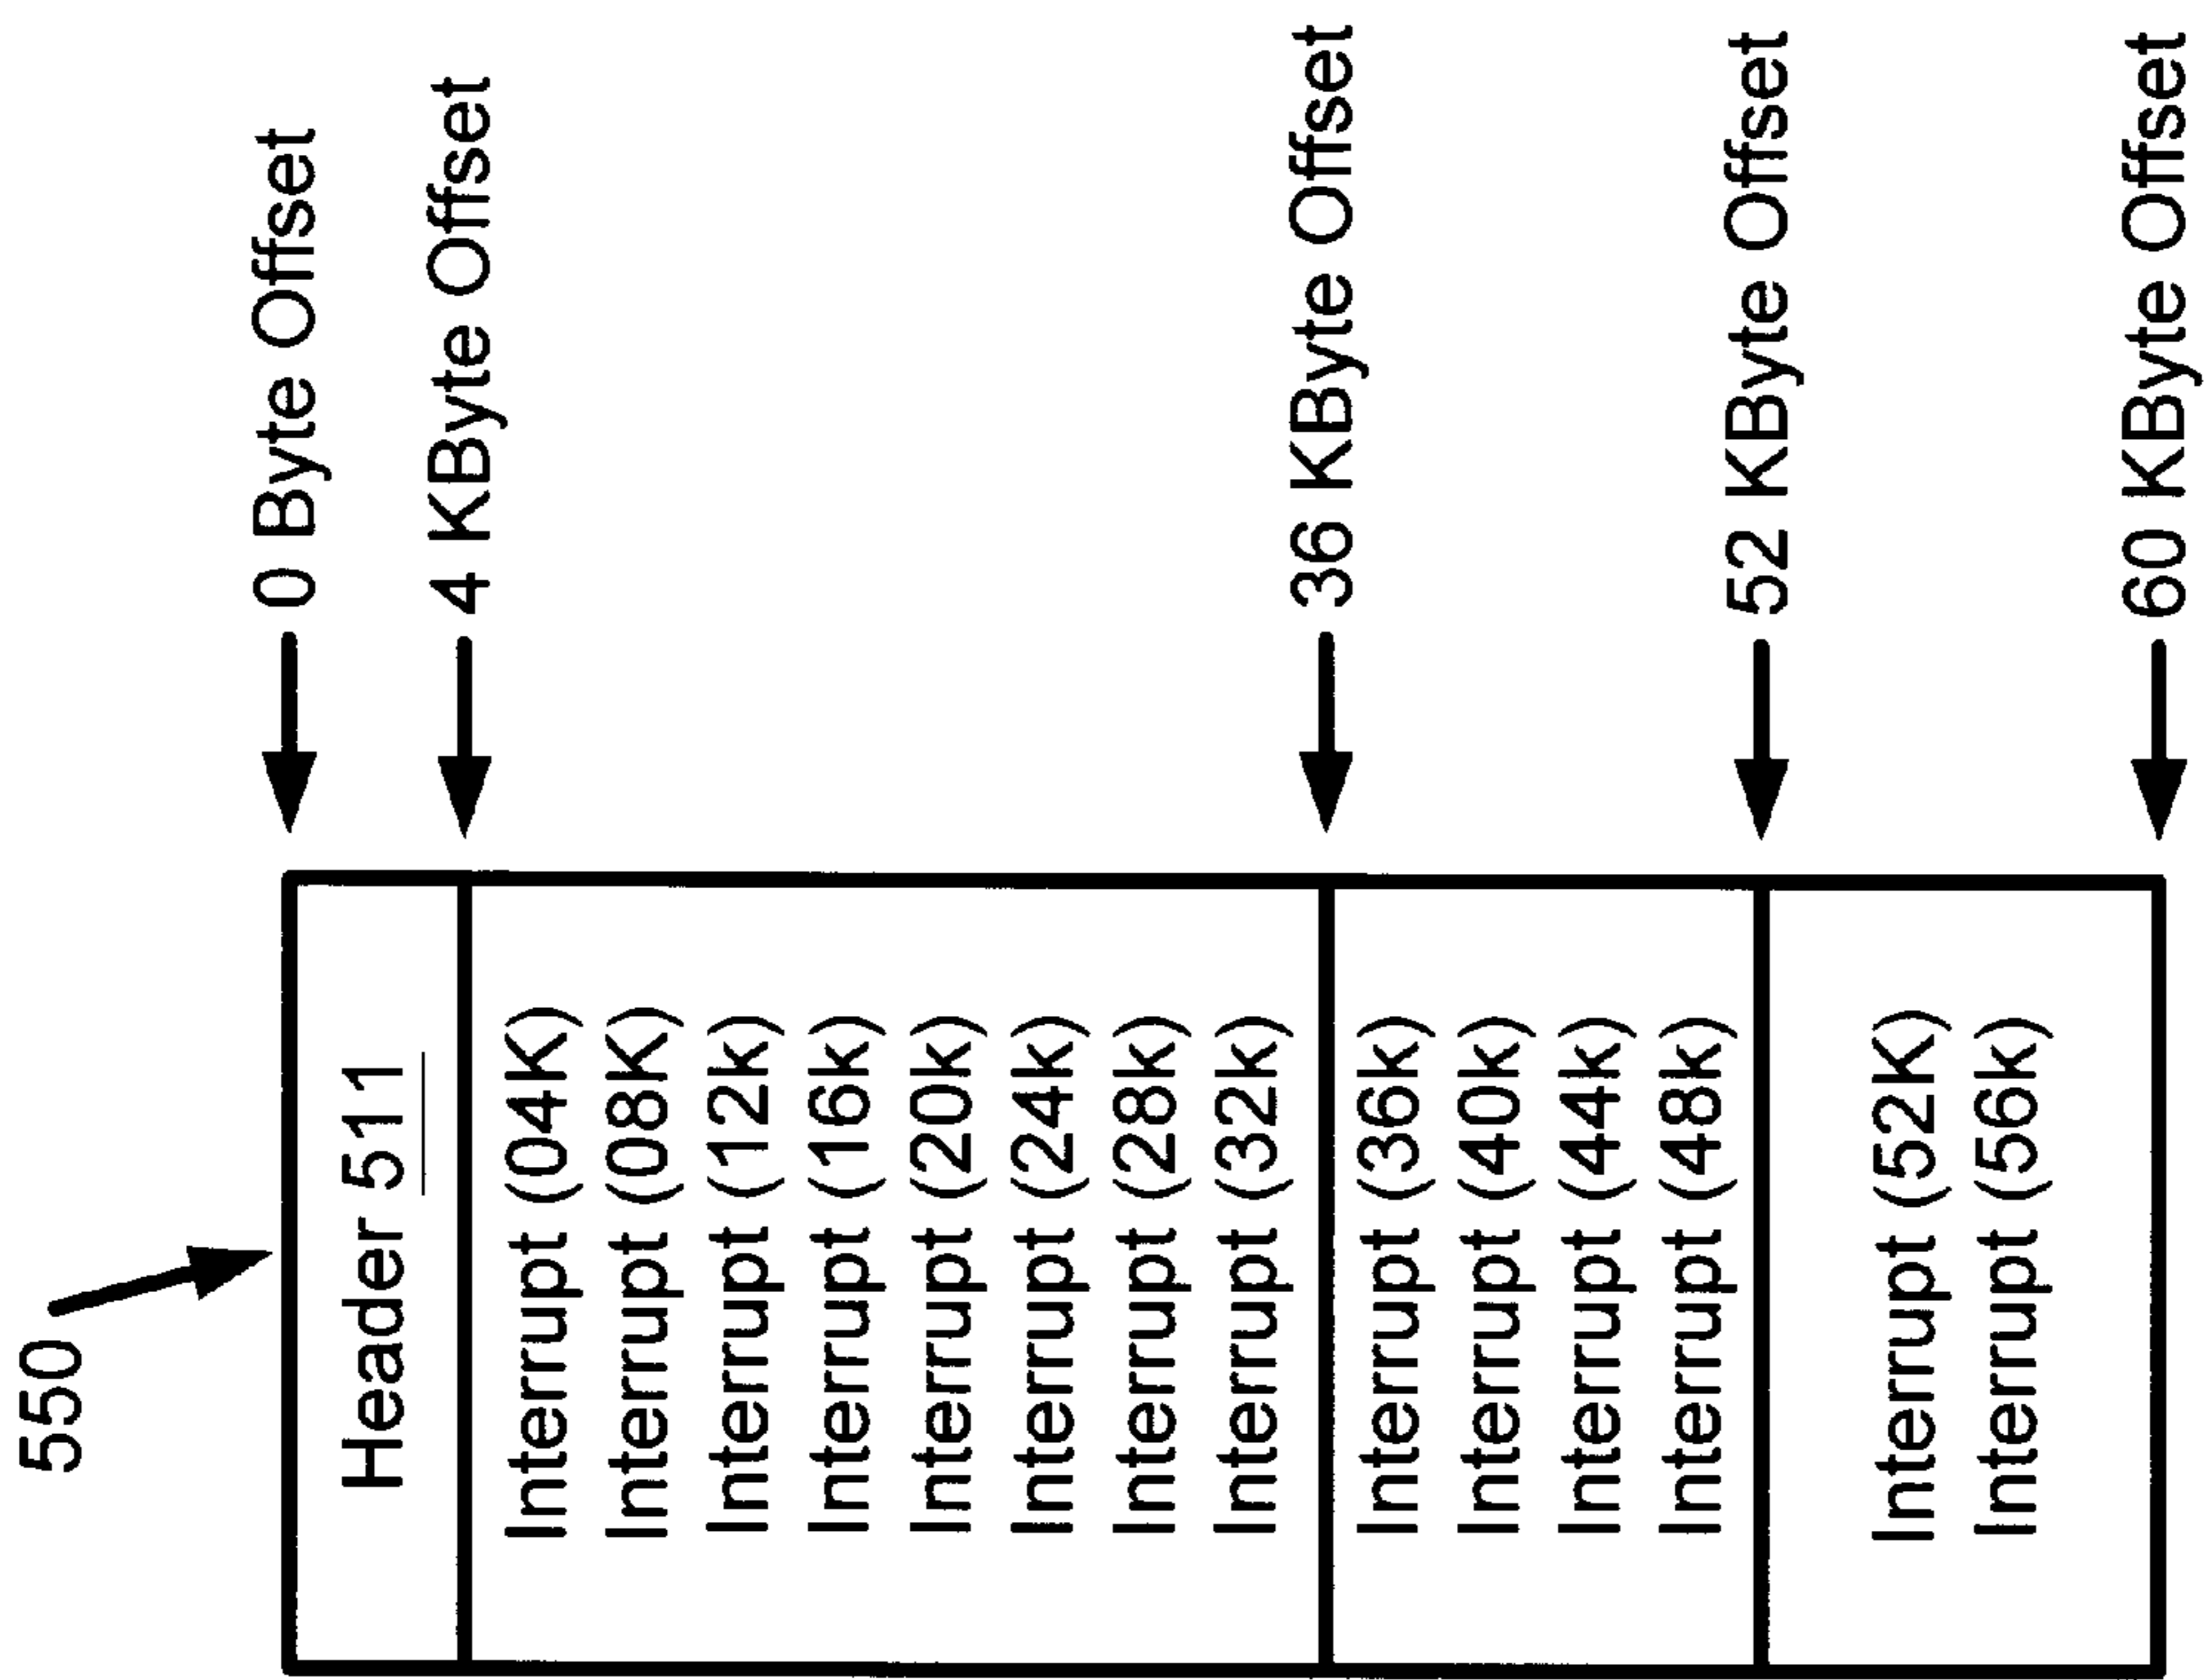 550
Header 511
Interrupt (04K)
Interrupt (08K)
Interrupt (12k)
Interrupt (16k)
Interrupt (20k)
Interrupt (24k)
Interrupt (28k)
Interrupt (32k)
Interrupt (36k)
Interrupt (40k)
Interrupt (44k)
Interrupt (48k)
Interrupt (52K)
Interrupt (56k)
0 Byte Offset
4 KByte Offset
36 KByte Offset
52 KByte Offset
60 KByte Offset